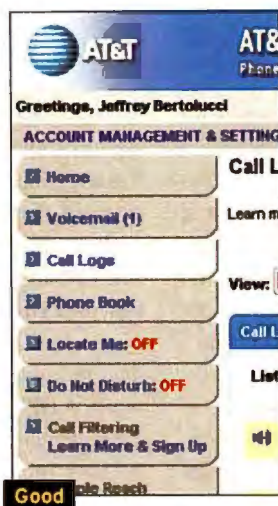 AT&T
AT&
Phone
Greetings, Jeffrey Bertolucci
ACCOUNT MANAGEMENT & SETTING
Home
Call L
Voicemail (1)
Learn m
Call Logs
View:
Phone Book
Call L
Locate Me: OFF
List
Do Not Disturb: OFF
Call Filtering
Learn More & Sign Up
Reach
Good